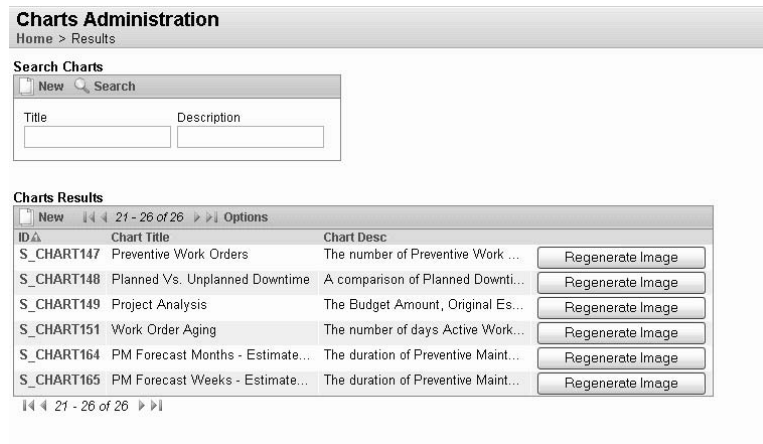 Charts Administration
Home > Results
Search Charts
New Search
Title Description
Charts Results
New 21 - 26 of 26 Options
ID Chart Title Chart Desc
S_CHART147 Preventive Work Orders The number of Preventive Work ... Regenerate Image
S_CHART148 Planned Vs. Unplanned Downtime A comparison of Planned Downti... Regenerate Image
S_CHART149 Project Analysis The Budget Amount, Original Es... Regenerate Image
S_CHART151 Work Order Aging The number of days Active Work... Regenerate Image
S_CHART164 PM Forecast Months - Estimate... The duration of Preventive Maint... Regenerate Image
S_CHART165 PM Forecast Weeks - Estimate... The duration of Preventive Maint... Regenerate Image
21 - 26 of 26